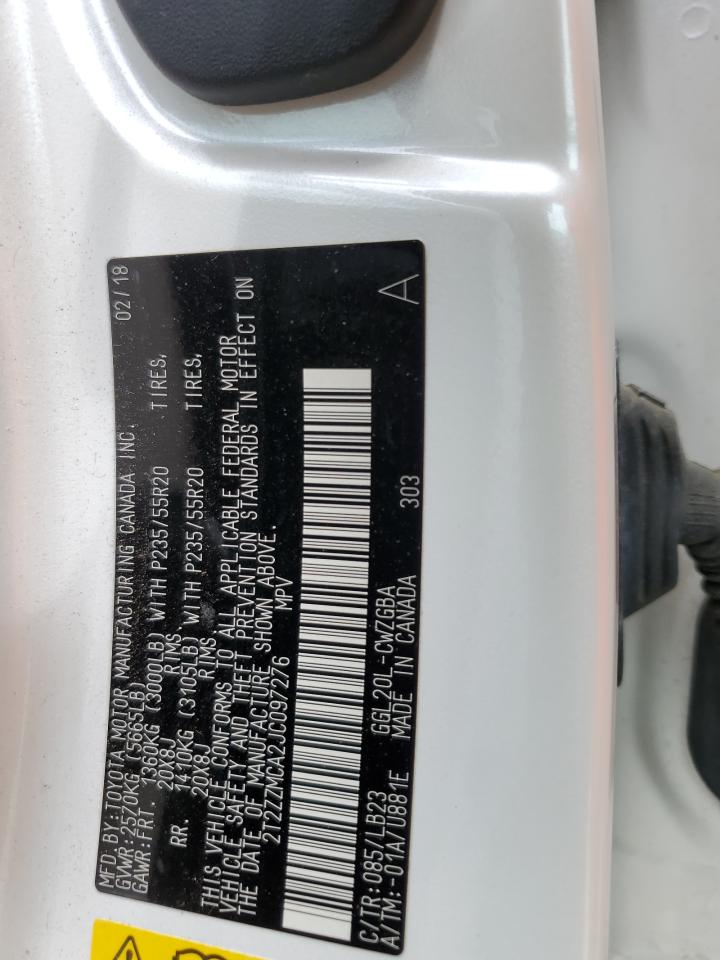 MFD. BY:TOYOTA MOTOR MANUFACTURING CANADA INC. 02/18
GVWR:2570KG (5665LB)
GAWR:FRT. 1360KG (3000LB) WITH P235/55R20 TIRES,
20X8J RIMS
RR. 1410KG (3105LB) WITH P235/55R20 TIRES,
20X8J RIMS
THIS VEHICLE CONFORMS TO ALL APPLICABLE FEDERAL MOTOR
VEHICLE SAFETY AND THEFT PREVENTION STANDARDS IN EFFECT ON
THE DATE OF MANUFACTURE SHOWN ABOVE.
2T2ZZMCA2JC097276 MPV
A
C/TR:085/LB23 GGL20L-CWZGBA
A/TM:-01A/U881E MADE IN CANADA 303